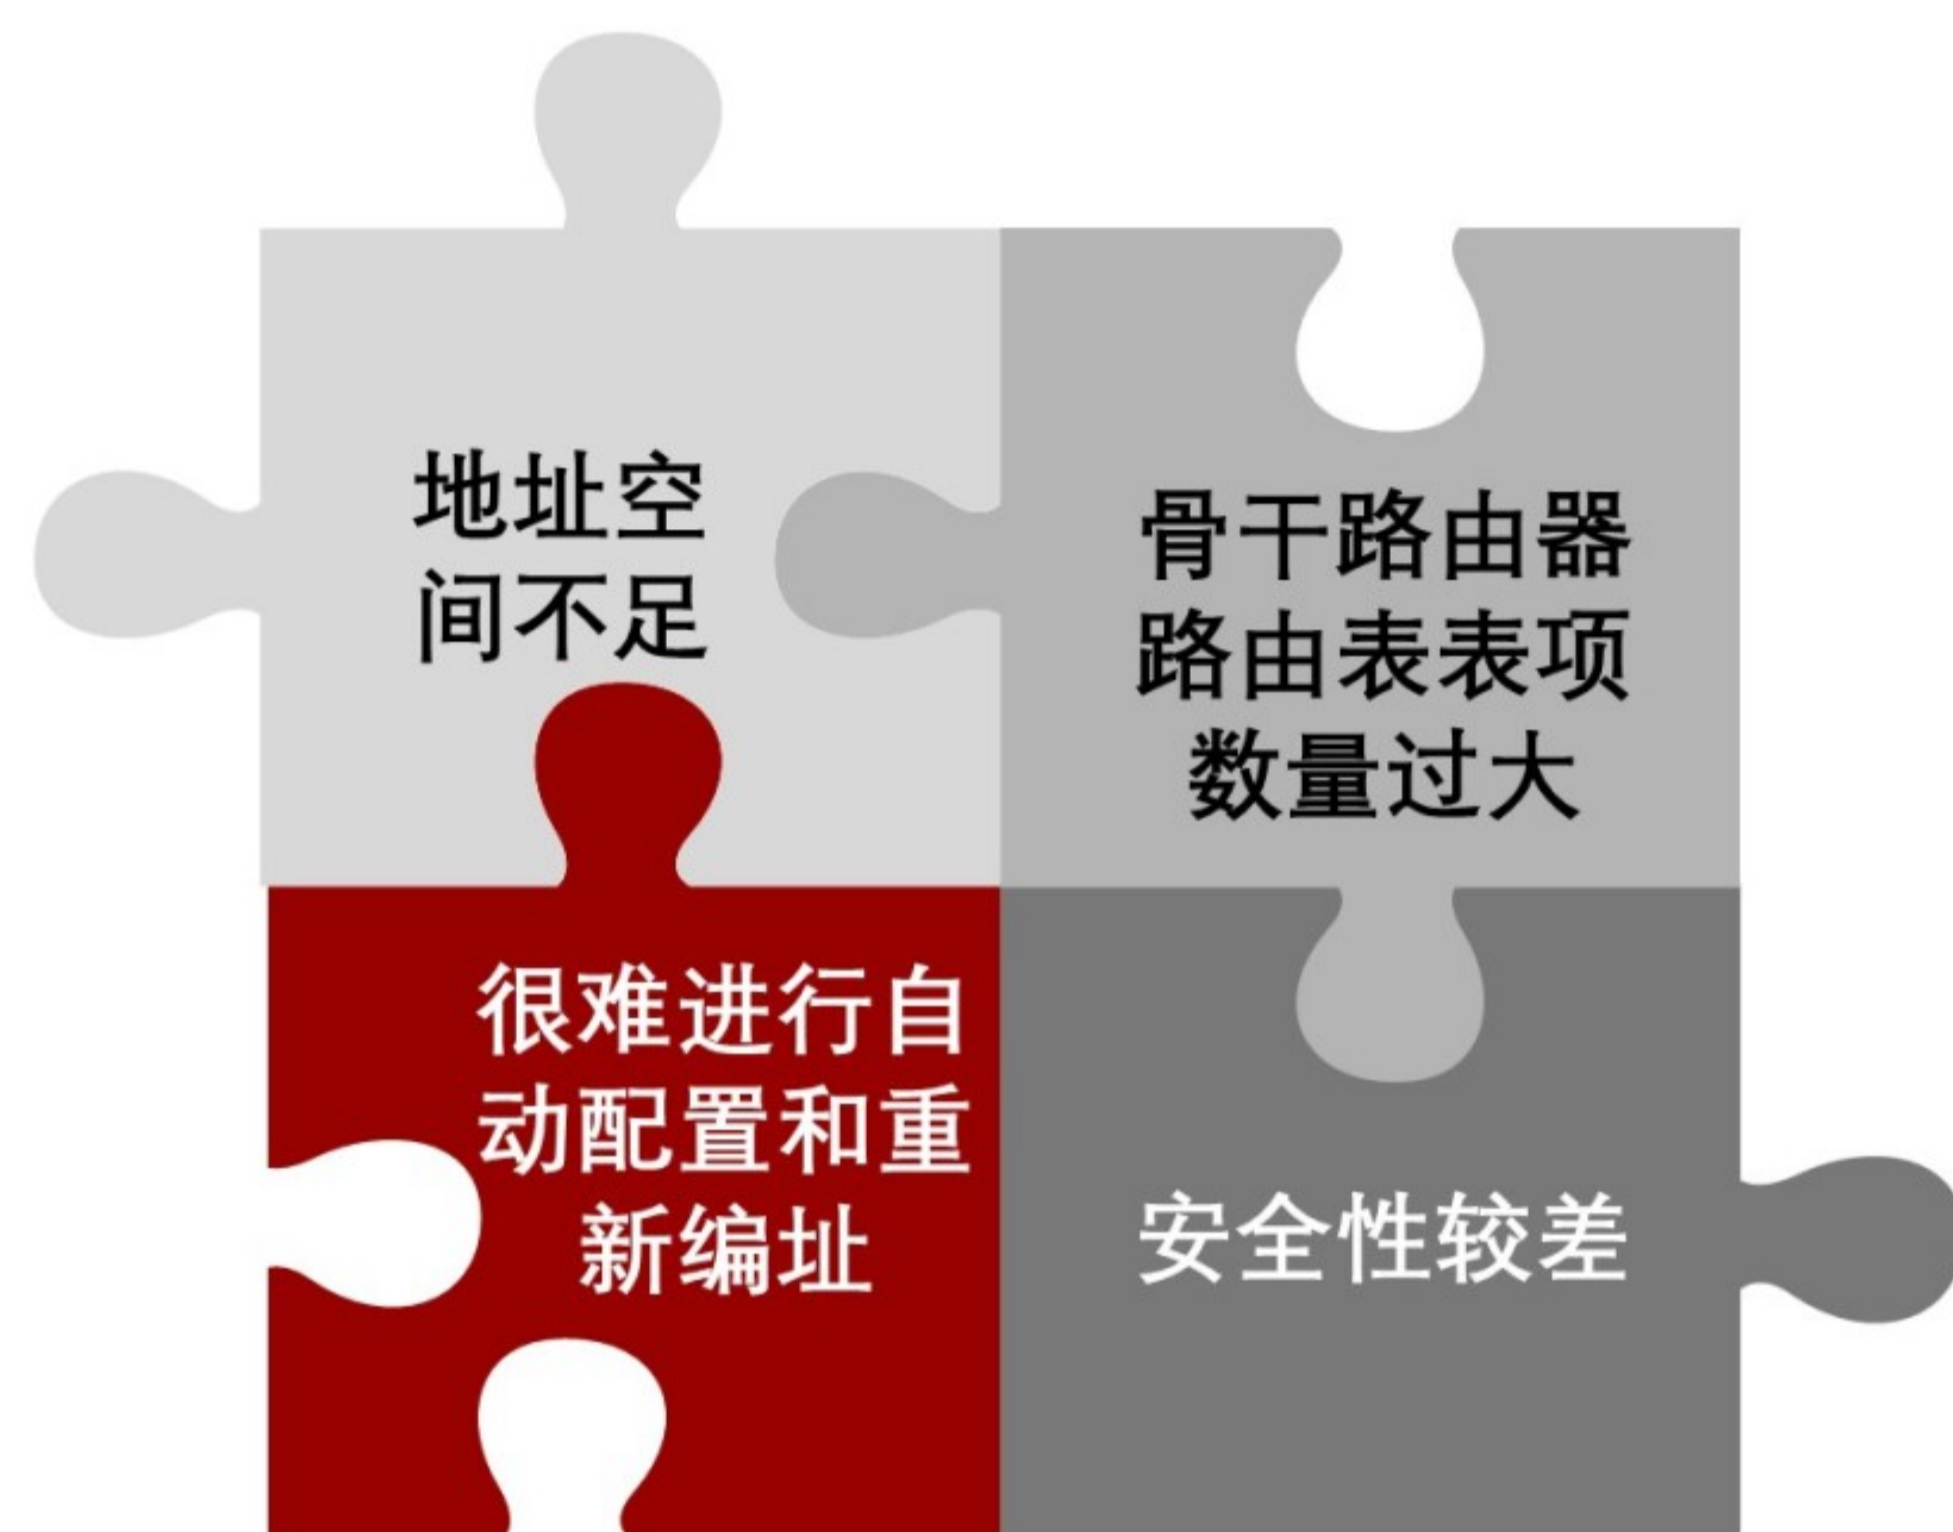 地址空
间不足
骨干路由器
路由表表项
数量过大
很难进行自
动配置和重
新编址
安全性较差